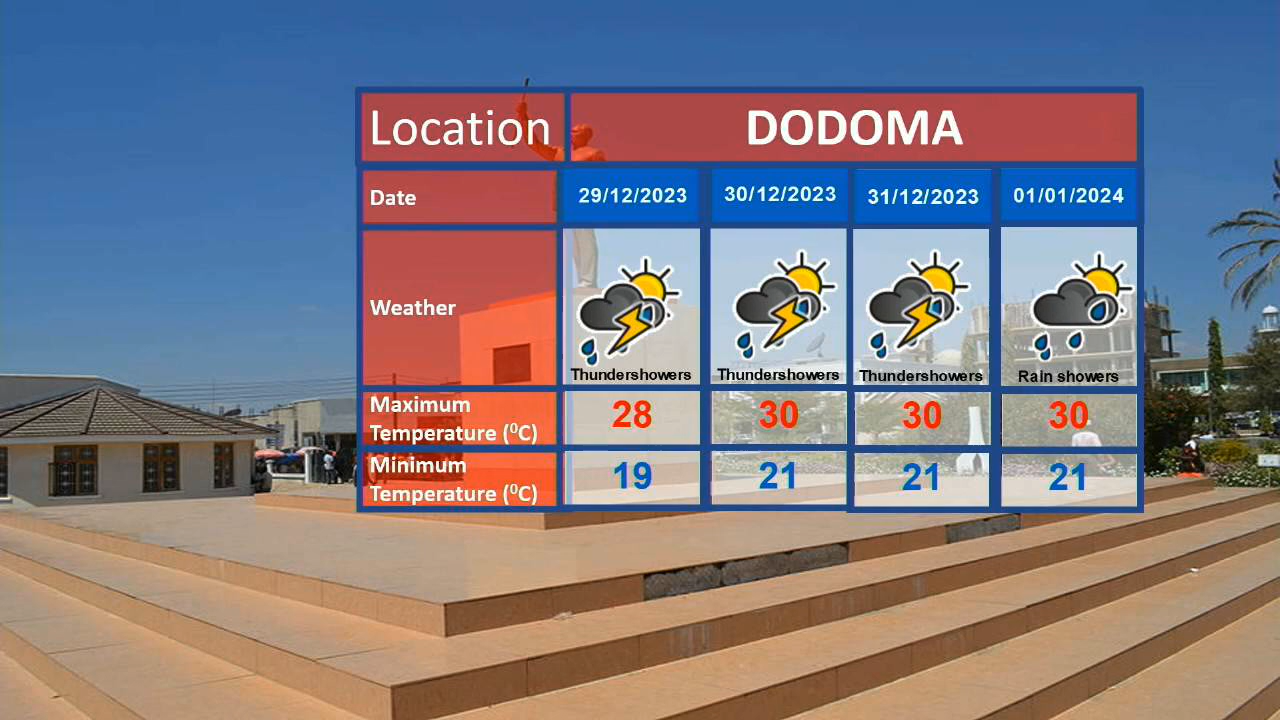 Location DODOMA
Date 29/12/2023 30/12/2023 31/12/2023 01/01/2024
Weather
Thundershowers Thundershowers Thundershowers Rain showers
Maximum
Temperature (⁰C) 28 30 30 30
Minimum
Temperature (⁰C) 19 21 21 21